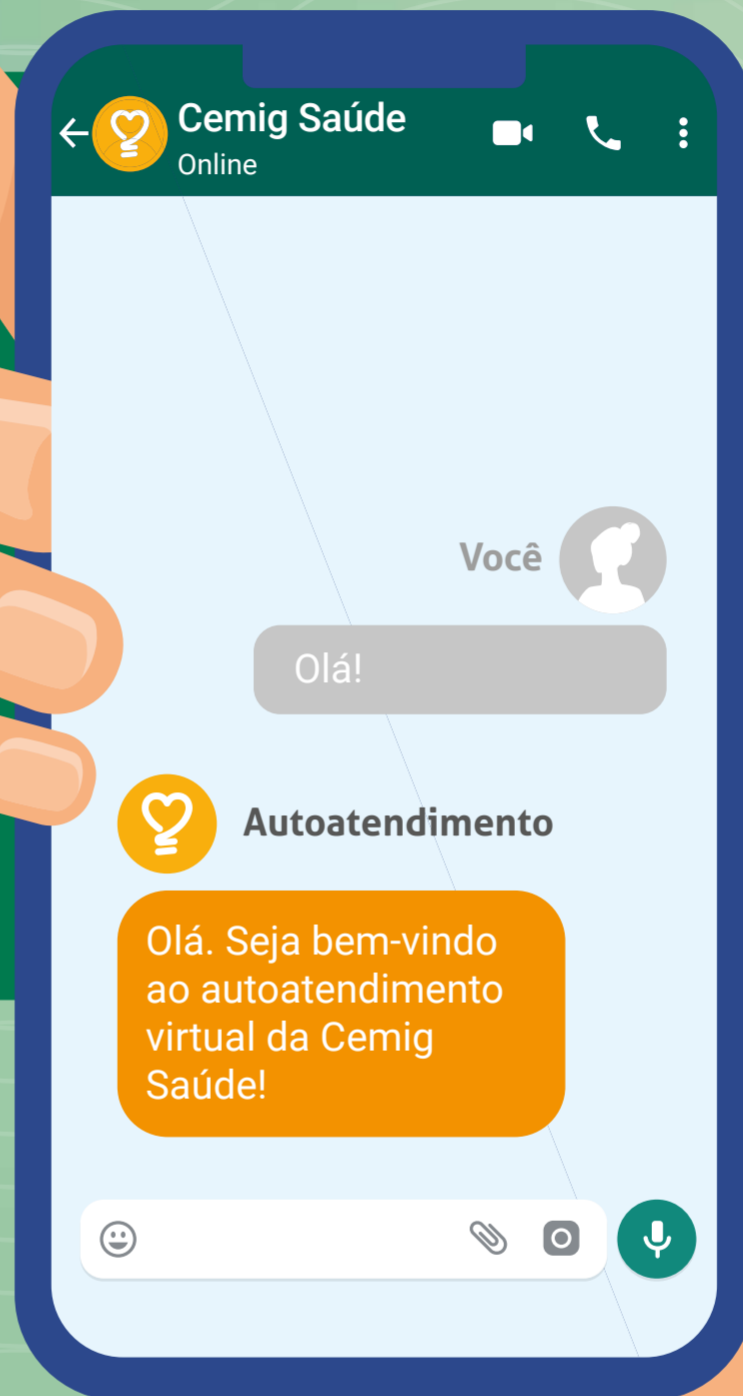 Cemig Saúde
Online
Você
Olá!
Autoatendimento
Olá. Seja bem-vindo
ao autoatendimento
virtual da Cemig
Saúde!